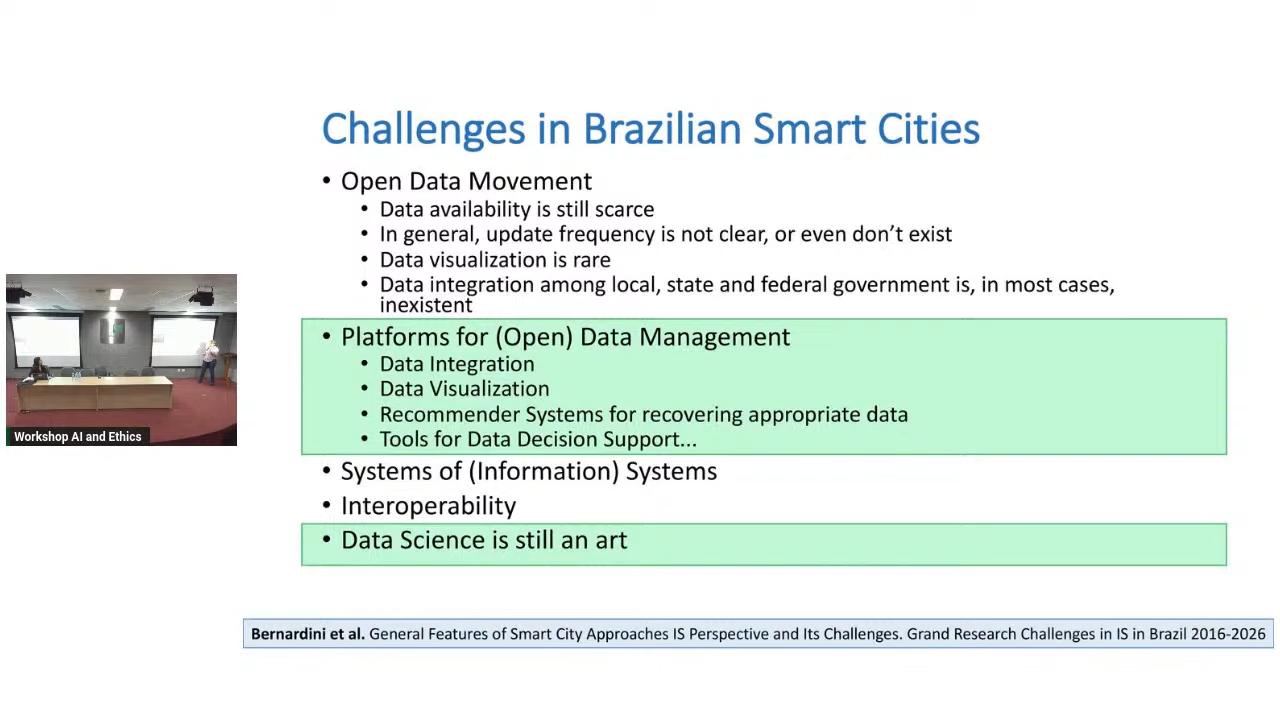 Challenges in Brazilian Smart Cities
• Open Data Movement
• Data availability is still scarce
• In general, update frequency is not clear, or even don’t exist
• Data visualization is rare
• Data integration among local, state and federal government is, in most cases,
inexistent
• Platforms for (Open) Data Management
• Data Integration
• Data Visualization
• Recommender Systems for recovering appropriate data
• Tools for Data Decision Support...
• Systems of (Information) Systems
• Interoperability
• Data Science is still an art
Workshop AI and Ethics
Bernardini et al. General Features of Smart City Approaches IS Perspective and Its Challenges. Grand Research Challenges in IS in Brazil 2016-2026